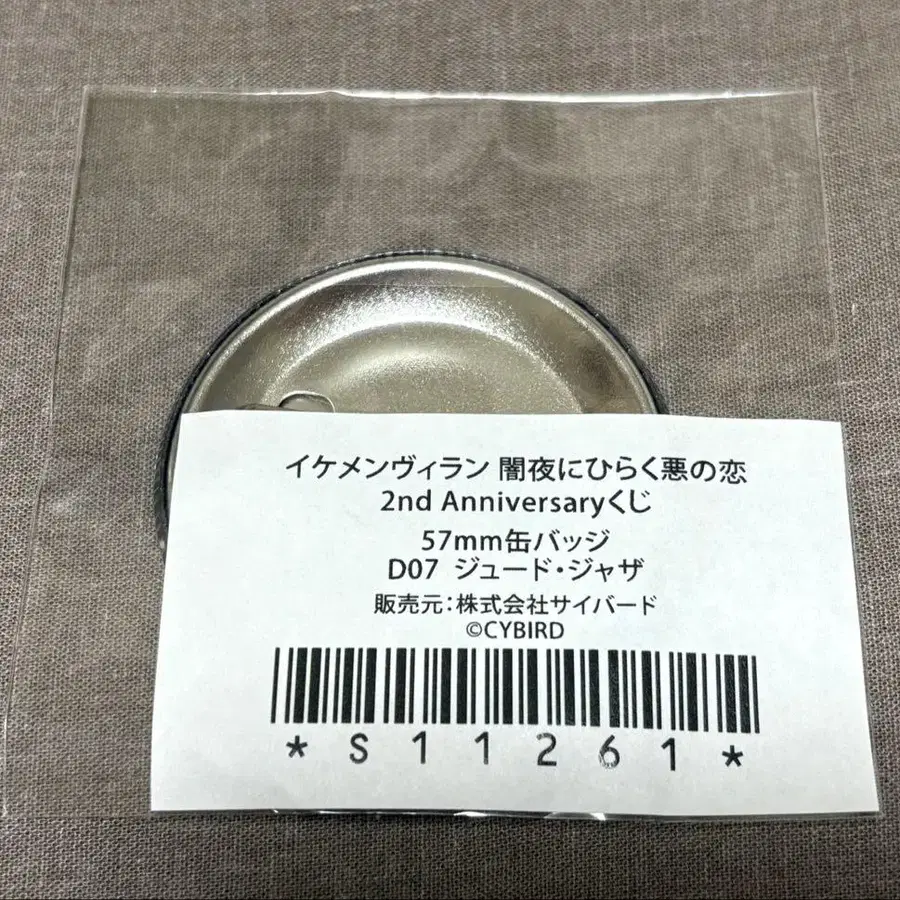 イケメンヴィラン 闇夜にひらく悪の恋
2nd Anniversaryくじ
57mm缶バッジ
D07 ジュード・ジャザ
販売元:株式会社サイバード
©CYBIRD
*S11261*